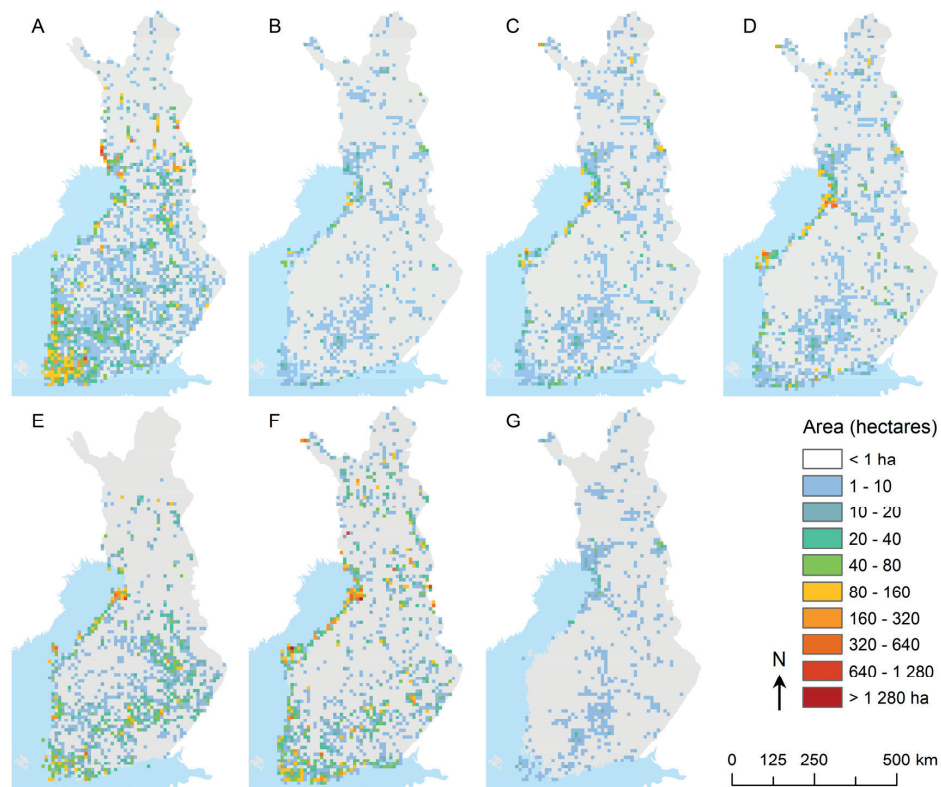 A
B
C
D
E
F
G
Area (hectares)
< 1 ha
1 - 10
10 - 20
20 - 40
40 - 80
80 - 160
160 - 320
320 - 640
640 - 1 280
> 1 280 ha
N
0 125 250 500 km